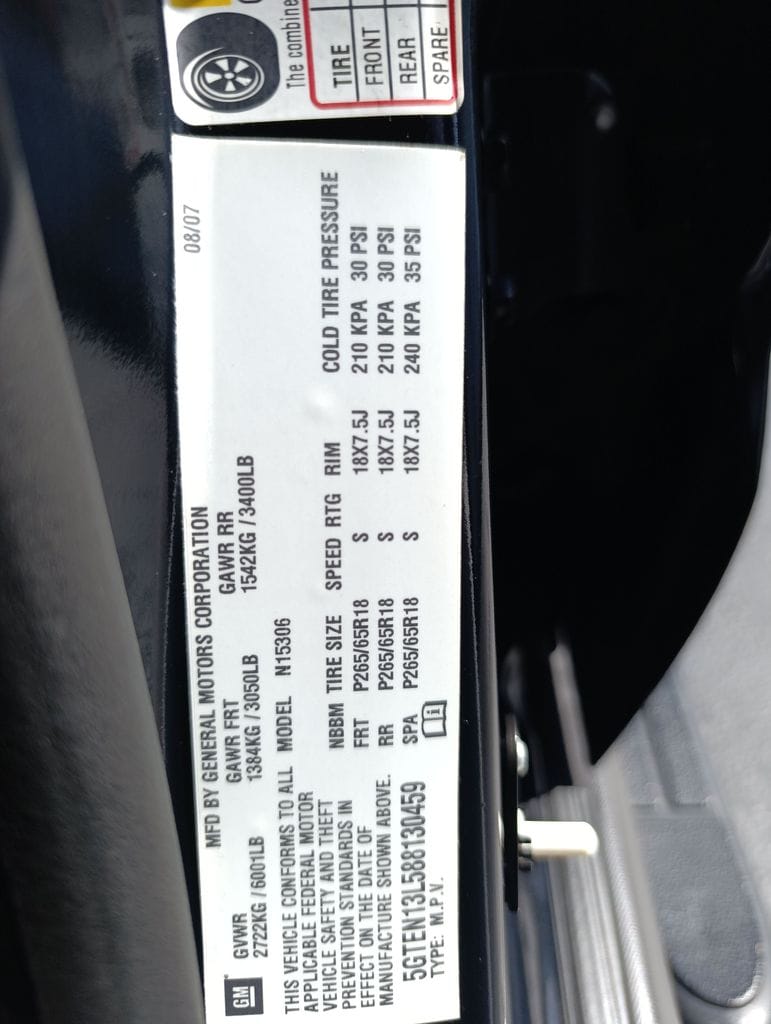 The combine
TIRE
FRONT
REAR
SPARE
MFD BY GENERAL MOTORS CORPORATION 08/07
GM
GVWR GAWR FRT GAWR RR
2722KG / 6001LB 1384KG / 3050LB 1542KG / 3400LB
THIS VEHICLE CONFORMS TO ALL
APPLICABLE FEDERAL MOTOR
VEHICLE SAFETY AND THEFT
PREVENTION STANDARDS IN
EFFECT ON THE DATE OF
MANUFACTURE SHOWN ABOVE.
5GTEN13L588130459
TYPE: M.P.V.
MODEL N15306
NBBM TIRE SIZE SPEED RTG RIM COLD TIRE PRESSURE
FRT P265/65R18 S 18X7.5J 210 KPA 30 PSI
RR P265/65R18 S 18X7.5J 210 KPA 30 PSI
SPA P265/65R18 S 18X7.5J 240 KPA 35 PSI